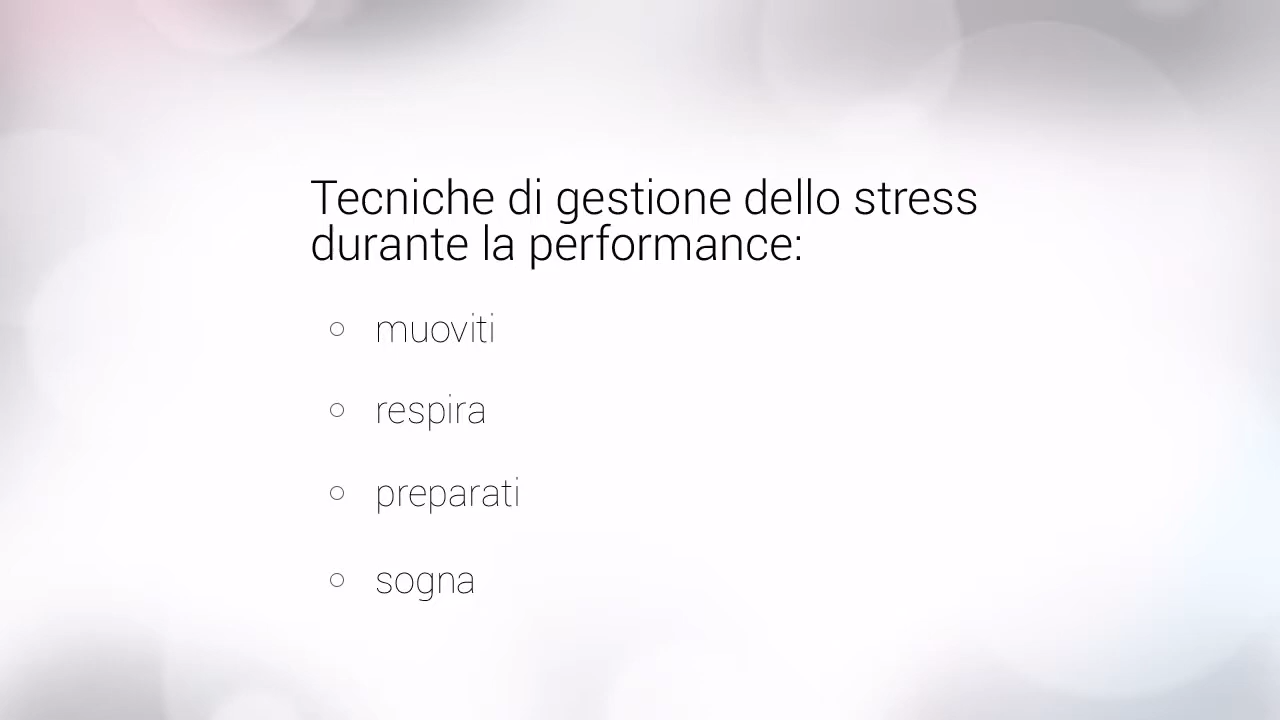 Tecniche di gestione dello stress
durante la performance:
muoviti
respira
preparati
sogna